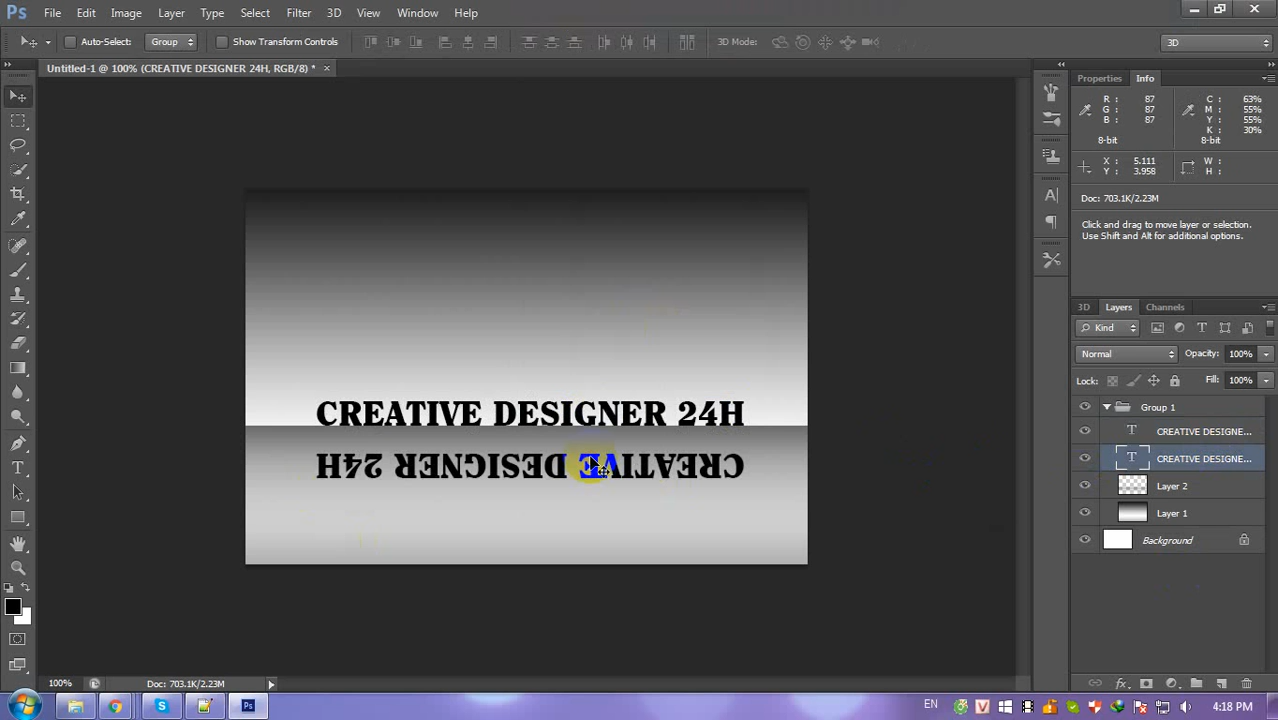 Ps File Edit Image Layer Type Select Filter 3D View Window Help
Auto-Select: Group Show Transform Controls 3D Mode: 3D
Untitled-1 @ 100% (CREATIVE DESIGNER 24H, RGB/8) * ×
Properties Info
R : 87 C : 63%
G : 87 M : 55%
B : 87 Y : 55%
K : 30%
8-bit 8-bit
X : 5.111 W :
Y : 3.958 H :
Doc: 703.1K/2.23M
Click and drag to move layer or selection.
Use Shift and Alt for additional options.
3D Layers Channels
Kind
Normal Opacity: 100%
Lock: Fill: 100%
Group 1
CREATIVE DESIGNE...
CREATIVE DESIGNE...
Layer 2
Layer 1
Background
CREATIVE DESIGNER 24H
CREATIVE DESIGNER 24H
100% Doc: 703.1K/2.23M
EN 4:18 PM